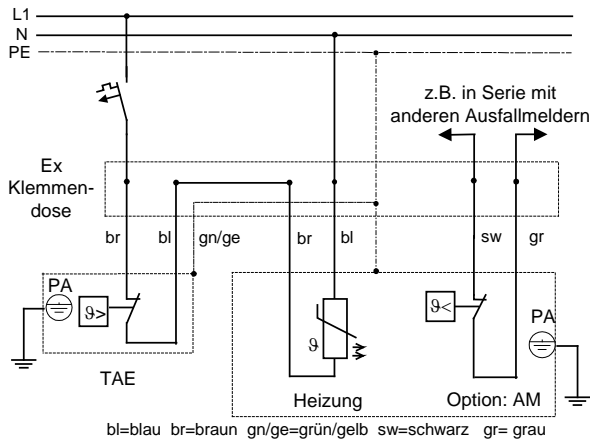 L1
N
PE
z.B. in Serie mit
anderen Ausfallmeldern
Ex
Klemmen-
dose
br
bl
gn/ge
br
bl
sw
gr
PA
ϑ>
ϑ
ϑ<
PA
TAE
Heizung
Option: AM
bl=blau br=braun gn/ge=grün/gelb sw=schwarz gr= grau